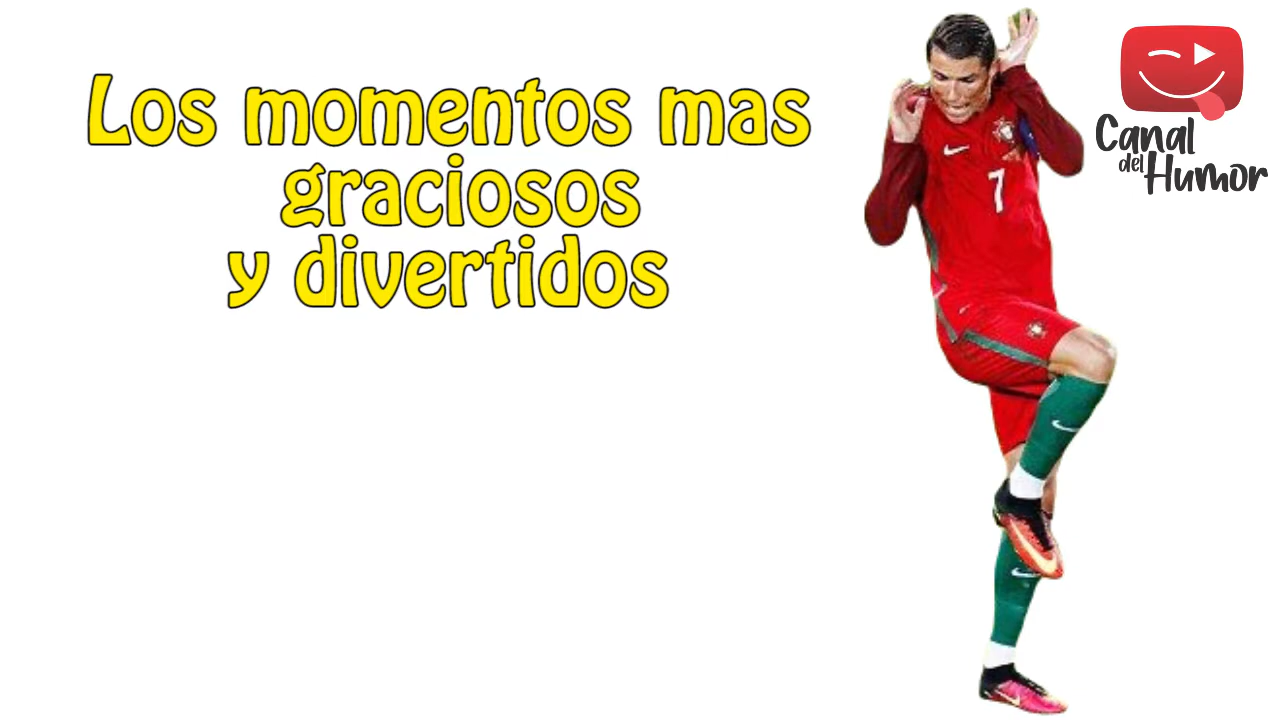 Los momentos mas
graciosos
y divertidos
Canal
del
Humor
7